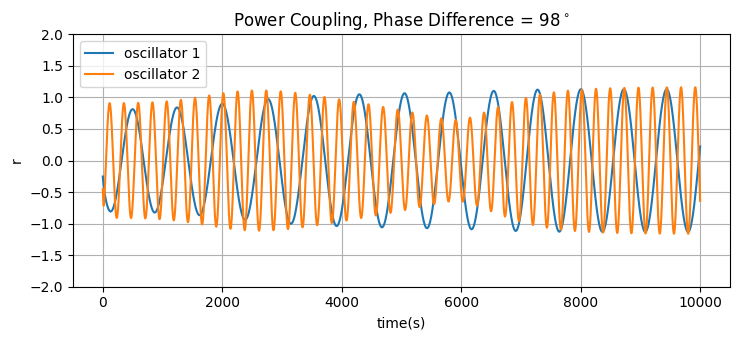 Power Coupling, Phase Difference = 98°
oscillator 1
oscillator 2
2.0
1.5
1.0
0.5
0.0
−0.5
−1.0
−1.5
−2.0
r
0 2000 4000 6000 8000 10000
time(s)